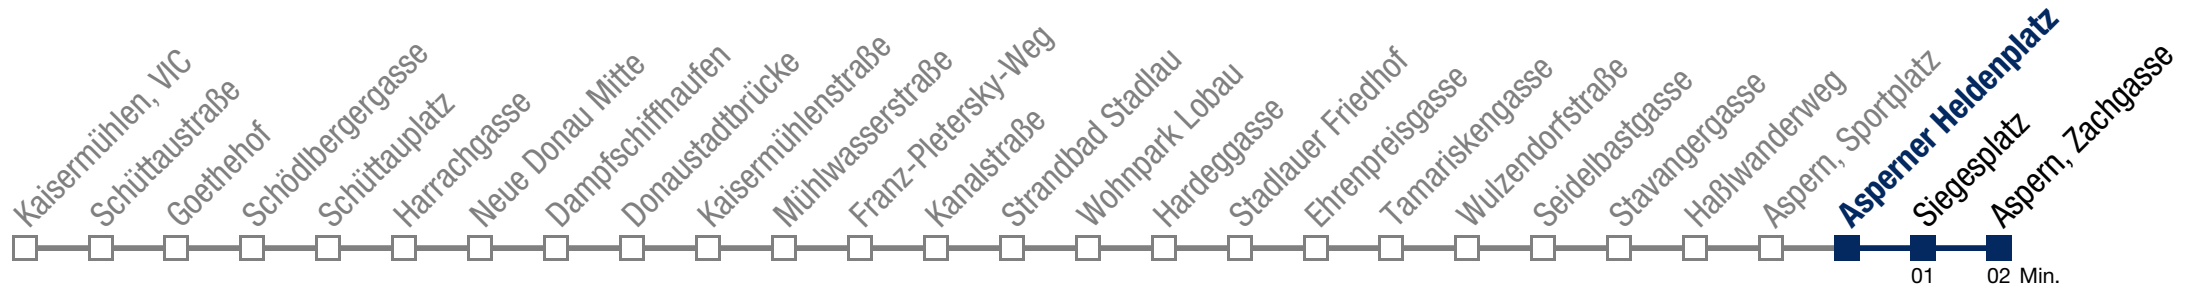 Kaisermühlen, VIC
Schüttaustraße
Goethehof
Schödlbergergasse
Schüttauplatz
Harrachgasse
Neue Donau Mitte
Dampfschiffhaufen
Donaustadtbrücke
Kaisermühlenstraße
Mühlwasserstraße
Franz-Pletersky-Weg
Kanalstraße
Strandbad Stadlau
Wohnpark Lobau
Hardeggasse
Stadlauer Friedhof
Ehrenpreisgasse
Tamariskengasse
Wulzendorfstraße
Seidelbastgasse
Stavangergasse
Haßlwanderweg
Aspern, Sportplatz
Asperner Heldenplatz
Siegesplatz
Aspern, Zachgasse
01 02 Min.